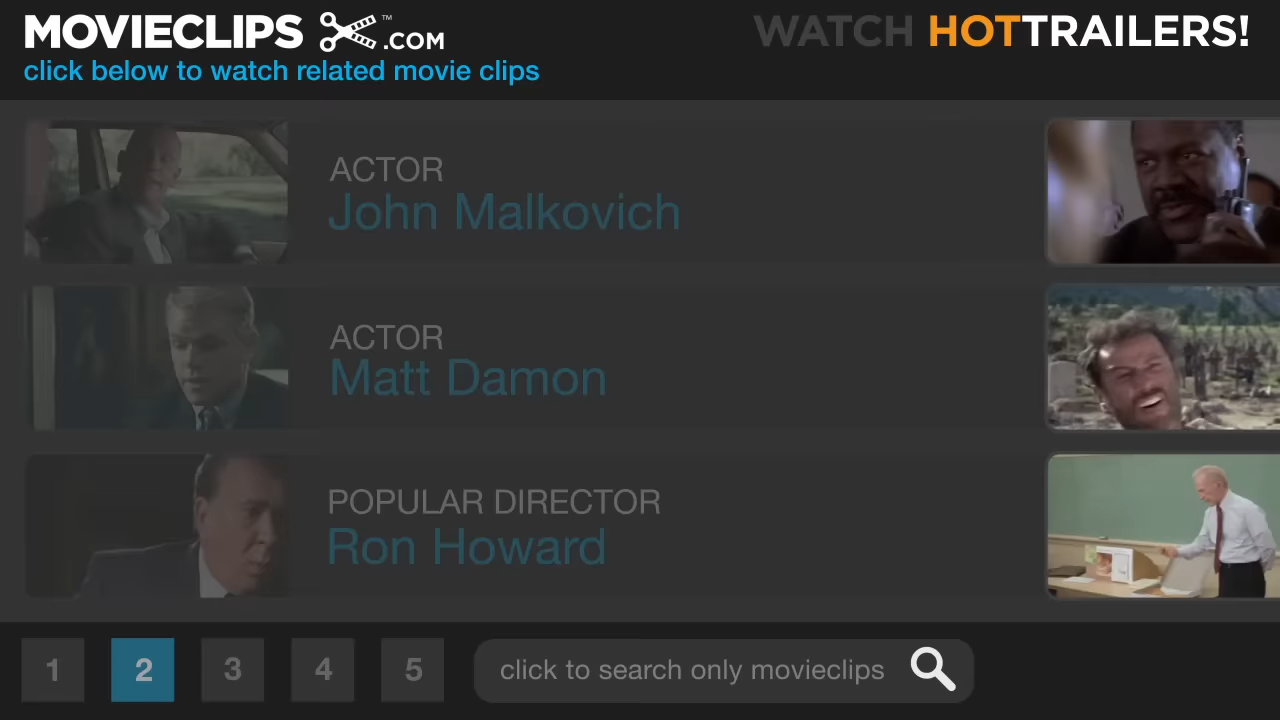 MOVIECLIPS ™.COM
WATCH HOTTRAILERS!
click below to watch related movie clips
ACTOR
John Malkovich
ACTOR
Matt Damon
POPULAR DIRECTOR
Ron Howard
1 2 3 4 5
click to search only movieclips